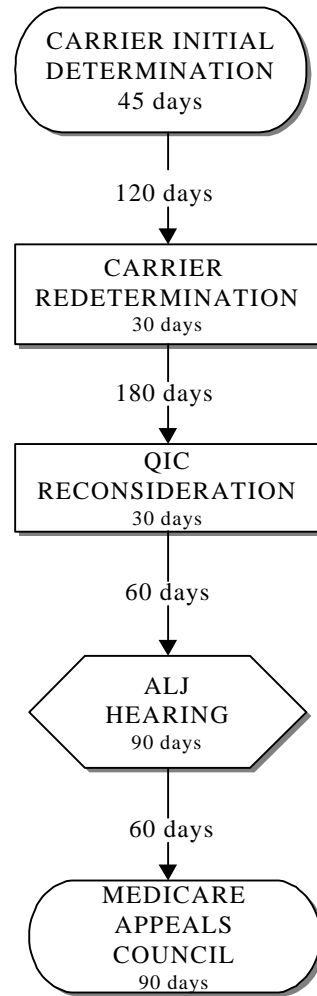 CARRIER INITIAL
DETERMINATION
45 days
120 days
CARRIER
REDETERMINATION
30 days
180 days
QIC
RECONSIDERATION
30 days
60 days
ALJ
HEARING
90 days
60 days
MEDICARE
APPEALS
COUNCIL
90 days